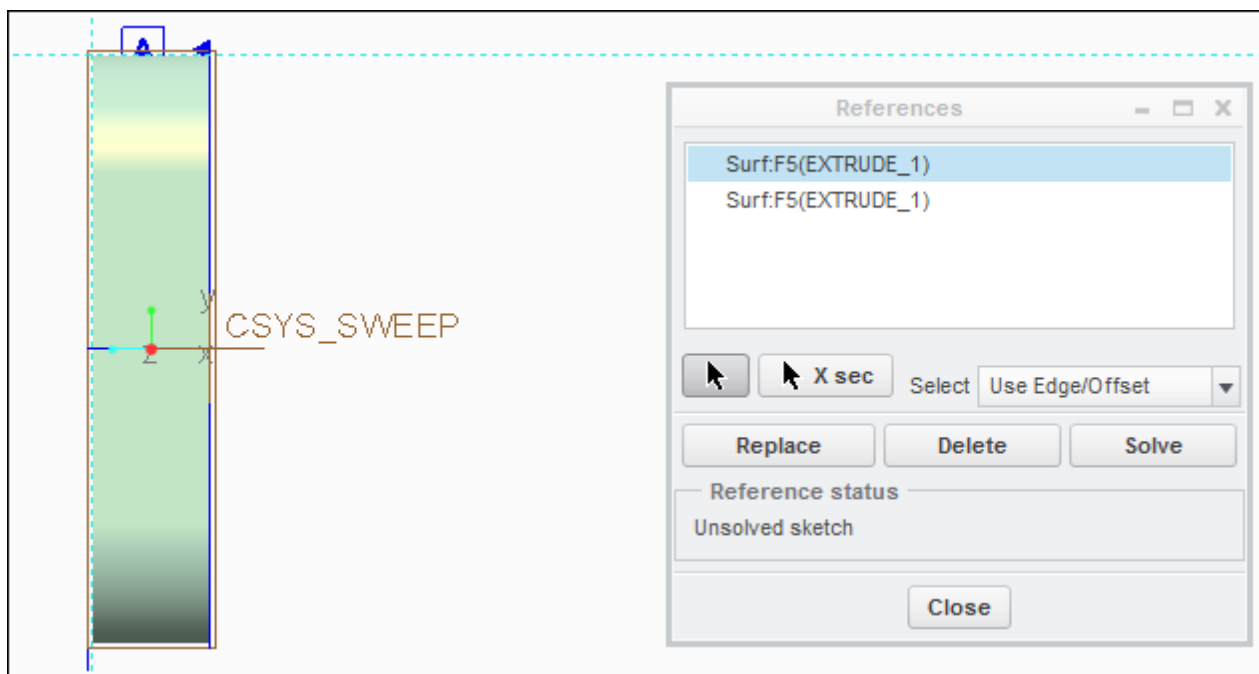 A
References
Surf:F5(EXTRUDE_1)
Surf:F5(EXTRUDE_1)
y
CSYS_SWEEP
z x
X sec Select Use Edge/Offset
Replace Delete Solve
Reference status
Unsolved sketch
Close